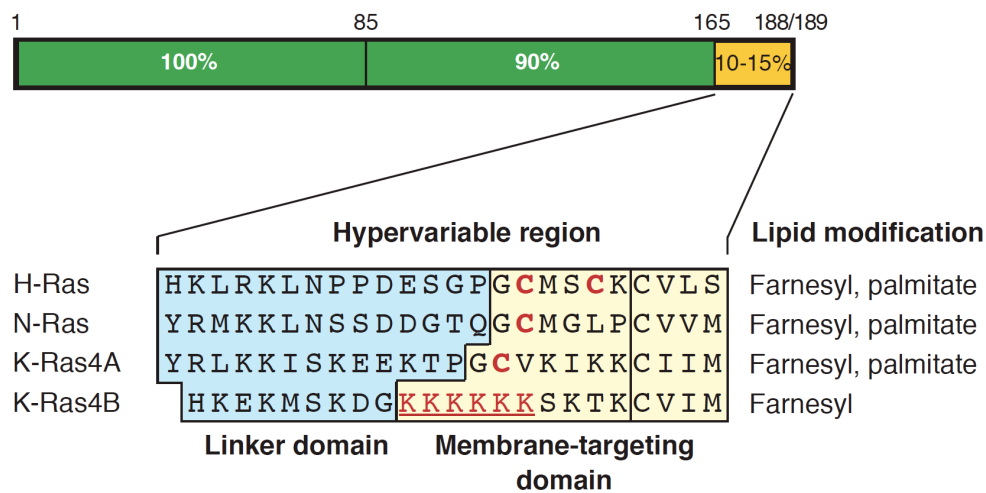 1 85 165 188/189
100% 90% 10-15%
Hypervariable region Lipid modification
H-Ras HKLRKLNPPDESGPGCMSCKCVLS Farnesyl, palmitate
N-Ras YRMKKLNSSDDGTQGCMGLPCVVM Farnesyl, palmitate
K-Ras4A YRLKKISKEEKTPGCVKIKKCIIM Farnesyl, palmitate
K-Ras4B HKEKMSKDGKKKKKKSKTKCVIM Farnesyl
Linker domain Membrane-targeting
domain